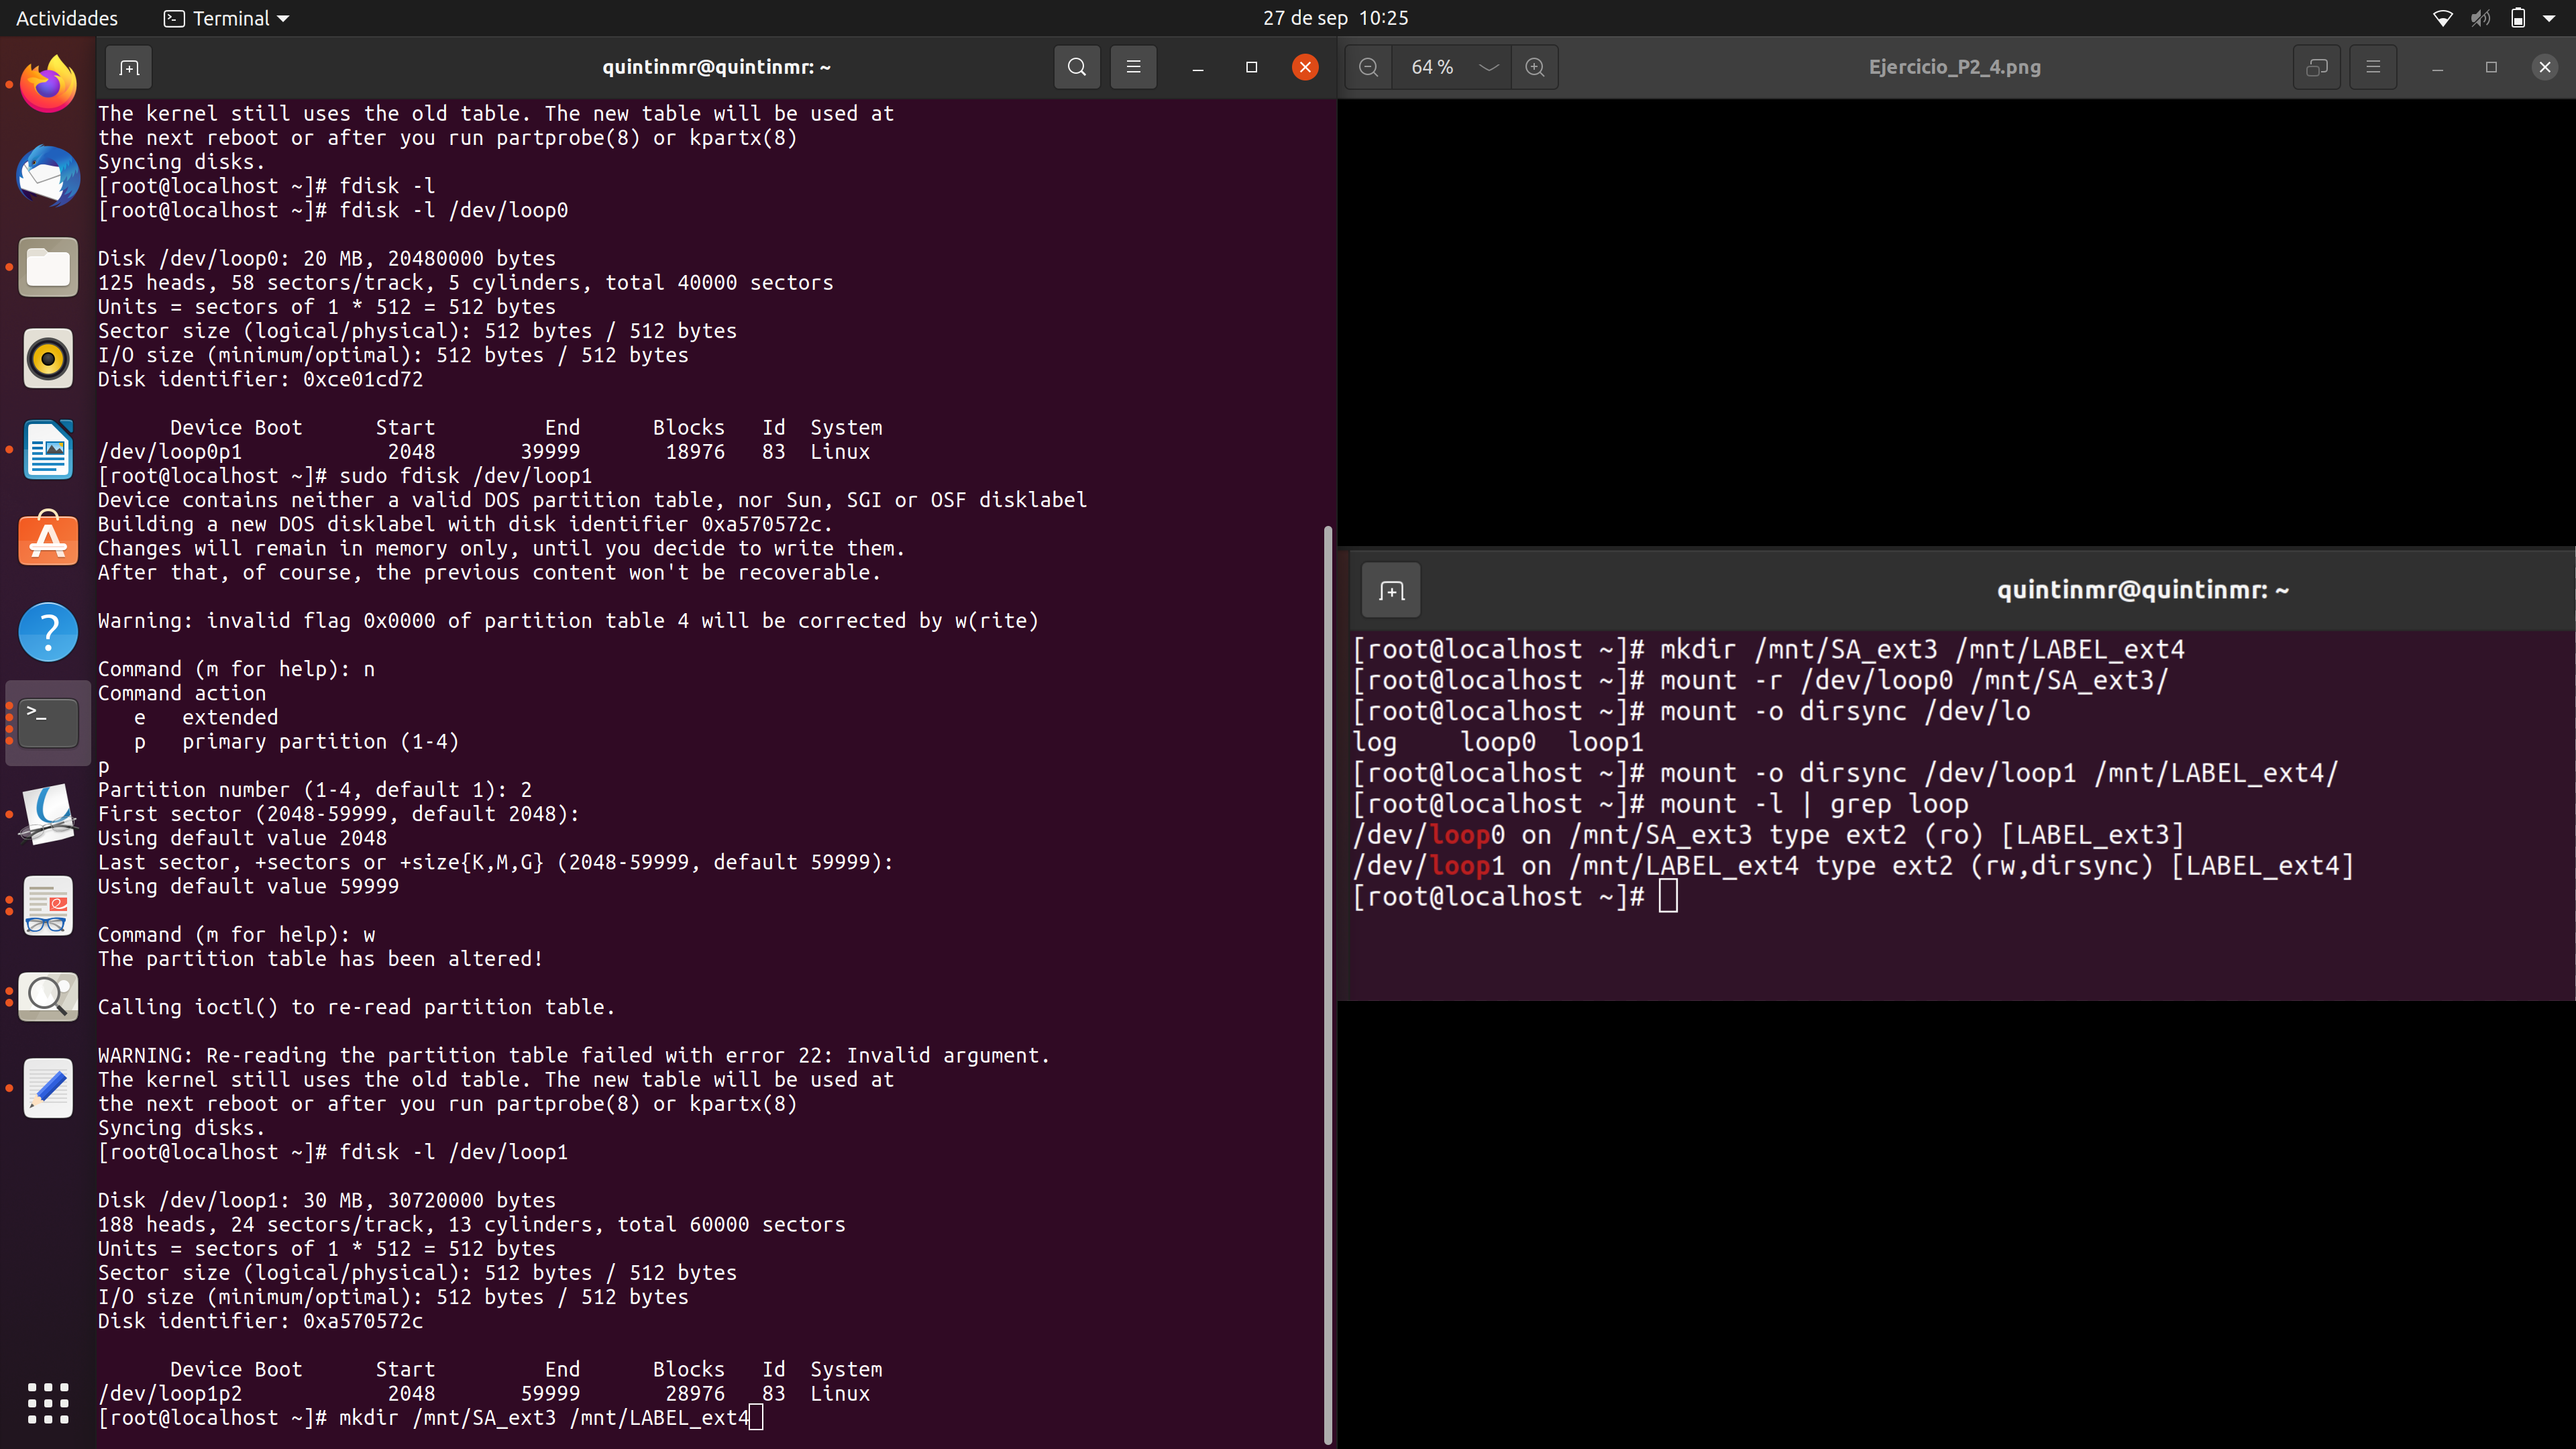 Actividades
Terminal
27 de sep  10:25
quintinmr@quintinmr: ~
The kernel still uses the old table. The new table will be used at
the next reboot or after you run partprobe(8) or kpartx(8)
Syncing disks.
[root@localhost ~]# fdisk -l
[root@localhost ~]# fdisk -l /dev/loop0
Disk /dev/loop0: 20 MB, 20480000 bytes
125 heads, 58 sectors/track, 5 cylinders, total 40000 sectors
Units = sectors of 1 * 512 = 512 bytes
Sector size (logical/physical): 512 bytes / 512 bytes
I/O size (minimum/optimal): 512 bytes / 512 bytes
Disk identifier: 0xce01cd72
      Device Boot      Start         End      Blocks   Id  System
/dev/loop0p1            2048       39999       18976   83  Linux
[root@localhost ~]# sudo fdisk /dev/loop1
Device contains neither a valid DOS partition table, nor Sun, SGI or OSF disklabel
Building a new DOS disklabel with disk identifier 0xa570572c.
Changes will remain in memory only, until you decide to write them.
After that, of course, the previous content won't be recoverable.
Warning: invalid flag 0x0000 of partition table 4 will be corrected by w(rite)
Command (m for help): n
Command action
   e   extended
   p   primary partition (1-4)
p
Partition number (1-4, default 1): 2
First sector (2048-59999, default 2048):
Using default value 2048
Last sector, +sectors or +size{K,M,G} (2048-59999, default 59999):
Using default value 59999
Command (m for help): w
The partition table has been altered!
Calling ioctl() to re-read partition table.
WARNING: Re-reading the partition table failed with error 22: Invalid argument.
The kernel still uses the old table. The new table will be used at
the next reboot or after you run partprobe(8) or kpartx(8)
Syncing disks.
[root@localhost ~]# fdisk -l /dev/loop1
Disk /dev/loop1: 30 MB, 30720000 bytes
188 heads, 24 sectors/track, 13 cylinders, total 60000 sectors
Units = sectors of 1 * 512 = 512 bytes
Sector size (logical/physical): 512 bytes / 512 bytes
I/O size (minimum/optimal): 512 bytes / 512 bytes
Disk identifier: 0xa570572c
      Device Boot      Start         End      Blocks   Id  System
/dev/loop1p2            2048       59999       28976   83  Linux
[root@localhost ~]# mkdir /mnt/SA_ext3 /mnt/LABEL_ext4
64 %
Ejercicio_P2_4.png
quintinmr@quintinmr: ~
[root@localhost ~]# mkdir /mnt/SA_ext3 /mnt/LABEL_ext4
[root@localhost ~]# mount -r /dev/loop0 /mnt/SA_ext3/
[root@localhost ~]# mount -o dirsync /dev/lo
log    loop0  loop1
[root@localhost ~]# mount -o dirsync /dev/loop1 /mnt/LABEL_ext4/
[root@localhost ~]# mount -l | grep loop
/dev/loop0 on /mnt/SA_ext3 type ext2 (ro) [LABEL_ext3]
/dev/loop1 on /mnt/LABEL_ext4 type ext2 (rw,dirsync) [LABEL_ext4]
[root@localhost ~]#